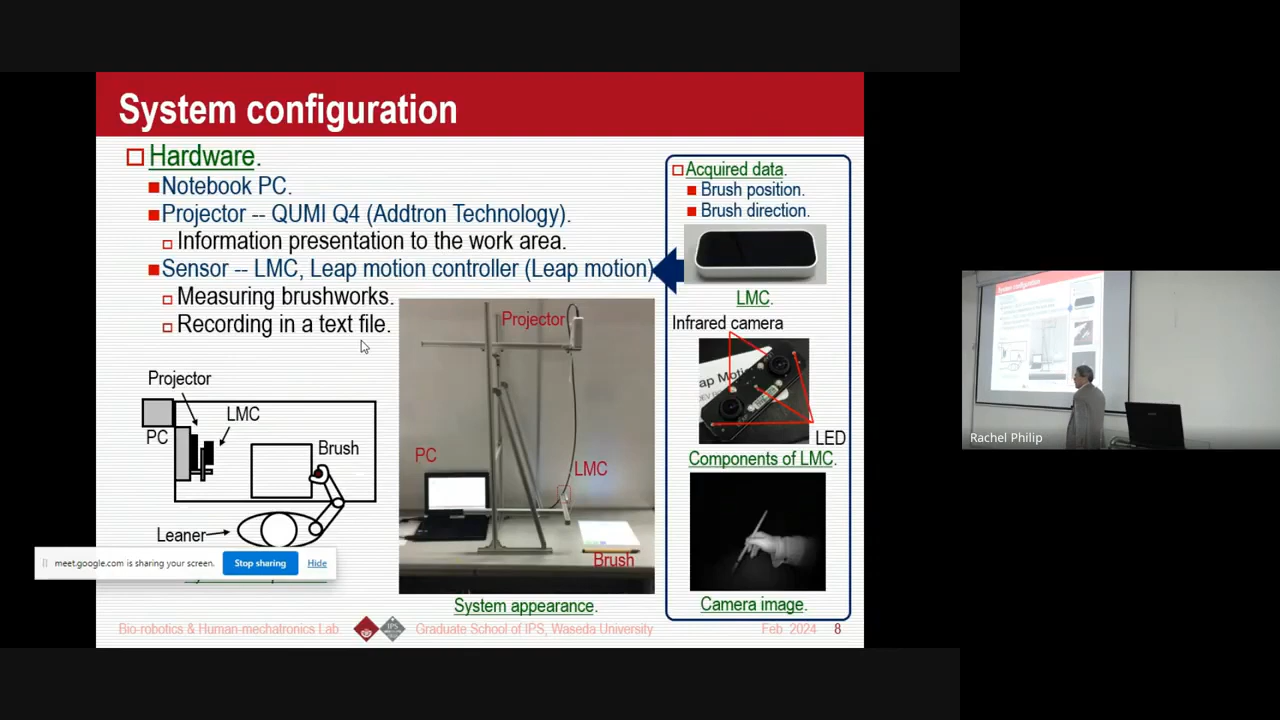 System configuration
Hardware.
Notebook PC.
Projector -- QUMI Q4 (Addtron Technology).
Information presentation to the work area.
Sensor -- LMC, Leap motion controller (Leap motion)
Measuring brushworks.
Recording in a text file.
Projector
LMC
PC
Brush
Leaner
meet.google.com is sharing your screen.
Stop sharing
Hide
Projector
PC
LMC
Brush
System appearance.
Acquired data.
Brush position.
Brush direction.
LMC.
Infrared camera
LED
Components of LMC.
Camera image.
Bio-robotics & Human-mechatronics Lab
IPS
Graduate School of IPS, Waseda University
Feb. 2024
8
System configuration
Rachel Philip